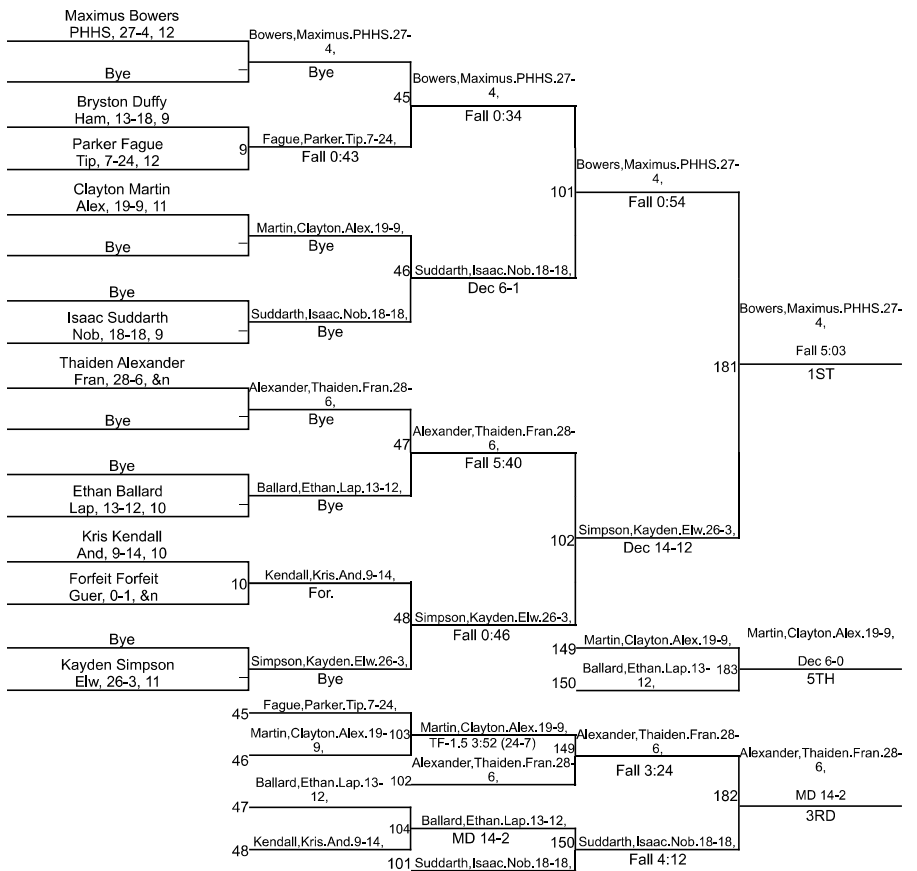 Maximus Bowers
PHHS, 27-4, 12
Bye
Bryston Duffy
Ham, 13-18, 9
Parker Fague
Tip, 7-24, 12
Clayton Martin
Alex, 19-9, 11
Bye
Bye
Isaac Suddarth
Nob, 18-18, 9
Thaiden Alexander
Fran, 28-6, &n
Bye
Bye
Ethan Ballard
Lap, 13-12, 10
Kris Kendall
And, 9-14, 10
Forfeit Forfeit
Guer, 0-1, &n
Bye
Kayden Simpson
Elw, 26-3, 11
Bowers,Maximus.PHHS.27-
4,
Bye
9
Fague,Parker.Tip.7-24,
Fall 0:43
Martin,Clayton.Alex.19-9,
Bye
Suddarth,Isaac.Nob.18-18,
Bye
Alexander,Thaiden.Fran.28-
6,
Bye
Ballard,Ethan.Lap.13-12,
Bye
10
Kendall,Kris.And.9-14,
For.
Simpson,Kayden.Elw.26-3,
Bye
45
Bowers,Maximus.PHHS.27-
4,
Fall 0:34
46
Suddarth,Isaac.Nob.18-18,
Dec 6-1
47
Alexander,Thaiden.Fran.28-
6,
Fall 5:40
48
Simpson,Kayden.Elw.26-3,
Fall 0:46
101
Bowers,Maximus.PHHS.27-
4,
Fall 0:54
102
Simpson,Kayden.Elw.26-3,
Dec 14-12
181
Bowers,Maximus.PHHS.27-
4,
Fall 5:03
1ST
149
Martin,Clayton.Alex.19-9,
150
Ballard,Ethan.Lap.13-
12,
183
Martin,Clayton.Alex.19-9,
Dec 6-0
5TH
45
Fague,Parker.Tip.7-24,
46
Martin,Clayton.Alex.19-
9,
103
Martin,Clayton.Alex.19-9,
TF-1.5 3:52 (24-7)
102
Alexander,Thaiden.Fran.28-
6,
149
Alexander,Thaiden.Fran.28-
6,
Fall 3:24
47
Ballard,Ethan.Lap.13-
12,
48
Kendall,Kris.And.9-14,
104
Ballard,Ethan.Lap.13-12,
MD 14-2
101
Suddarth,Isaac.Nob.18-18,
150
Suddarth,Isaac.Nob.18-18,
Fall 4:12
182
Alexander,Thaiden.Fran.28-
6,
MD 14-2
3RD